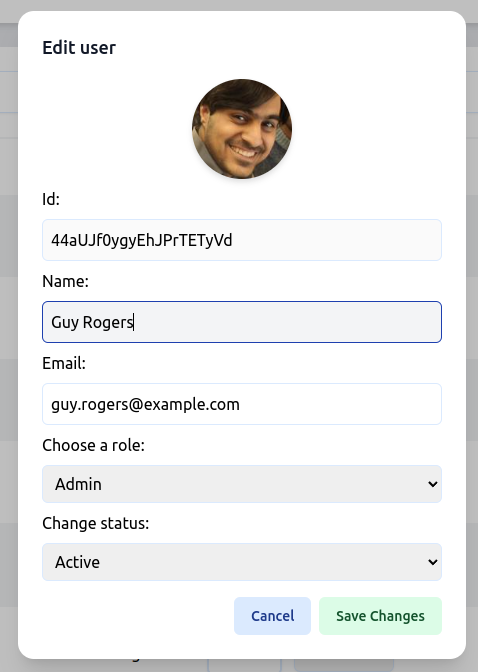 Edit user
Id:
44aUJf0ygyEhJPrTETyVd
Name:
Guy Rogers
Email:
guy.rogers@example.com
Choose a role:
Admin
Change status:
Active
Cancel
Save Changes